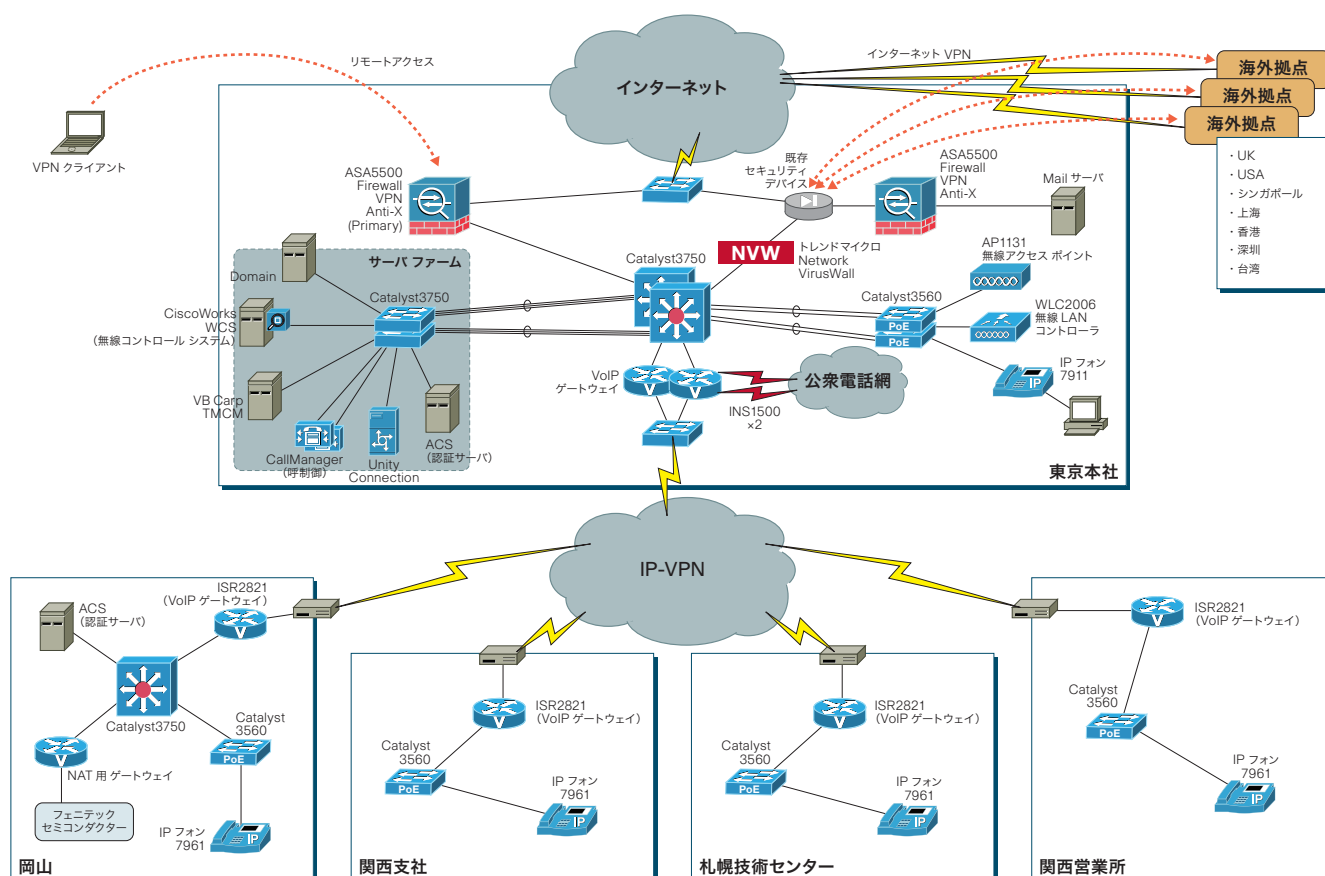 リモートアクセス
インターネット VPN
インターネット
海外拠点
海外拠点
海外拠点
VPN クライアント
・UK
・USA
・シンガポール
・上海
・香港
・深圳
・台湾
ASA5500
Firewall
VPN
Anti-X
(Primary)
既存
セキュリティ
デバイス
ASA5500
Firewall
VPN
Anti-X
Mail サーバ
サーバ ファーム
Domain
Catalyst3750
CiscoWorks
WCS
(無線コントロール システム)
VB Carp
TMCM
CallManager
(呼制御)
Unity
Connection
ACS
(認証サーバ)
Catalyst3750
NVW
トレンドマイクロ
Network
VirusWall
Catalyst3560
PoE
PoE
AP1131
無線アクセス ポイント
WLC2006
無線 LAN
コントローラ
IP フォン
7911
IP
VoIP
ゲートウェイ
V
V
INS1500
×2
公衆電話網
東京本社
IP-VPN
ACS
(認証サーバ)
ISR2821
(VoIP ゲートウェイ)
V
Catalyst3750
Catalyst
3560
PoE
NAT 用 ゲートウェイ
V
フェニテック
セミコンダクター
IP フォン
7961
IP
岡山
ISR2821
(VoIP ゲートウェイ)
V
Catalyst
3560
PoE
IP フォン
7961
IP
関西支社
ISR2821
(VoIP ゲートウェイ)
V
Catalyst
3560
PoE
IP フォン
7961
IP
札幌技術センター
ISR2821
(VoIP ゲートウェイ)
V
Catalyst
3560
PoE
IP フォン
7961
IP
関西営業所